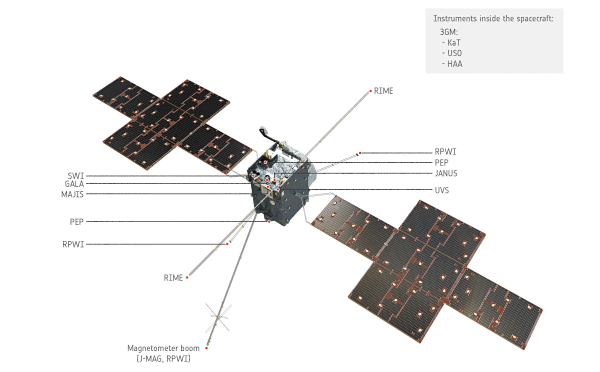 Instruments inside the spacecraft:
3GM:
- KaT
- USO
- HAA
RIME
RPWI
PEP
JANUS
UVS
SWI
GALA
MAJIS
PEP
RPWI
RIME
Magnetometer boom
(J-MAG, RPWI)